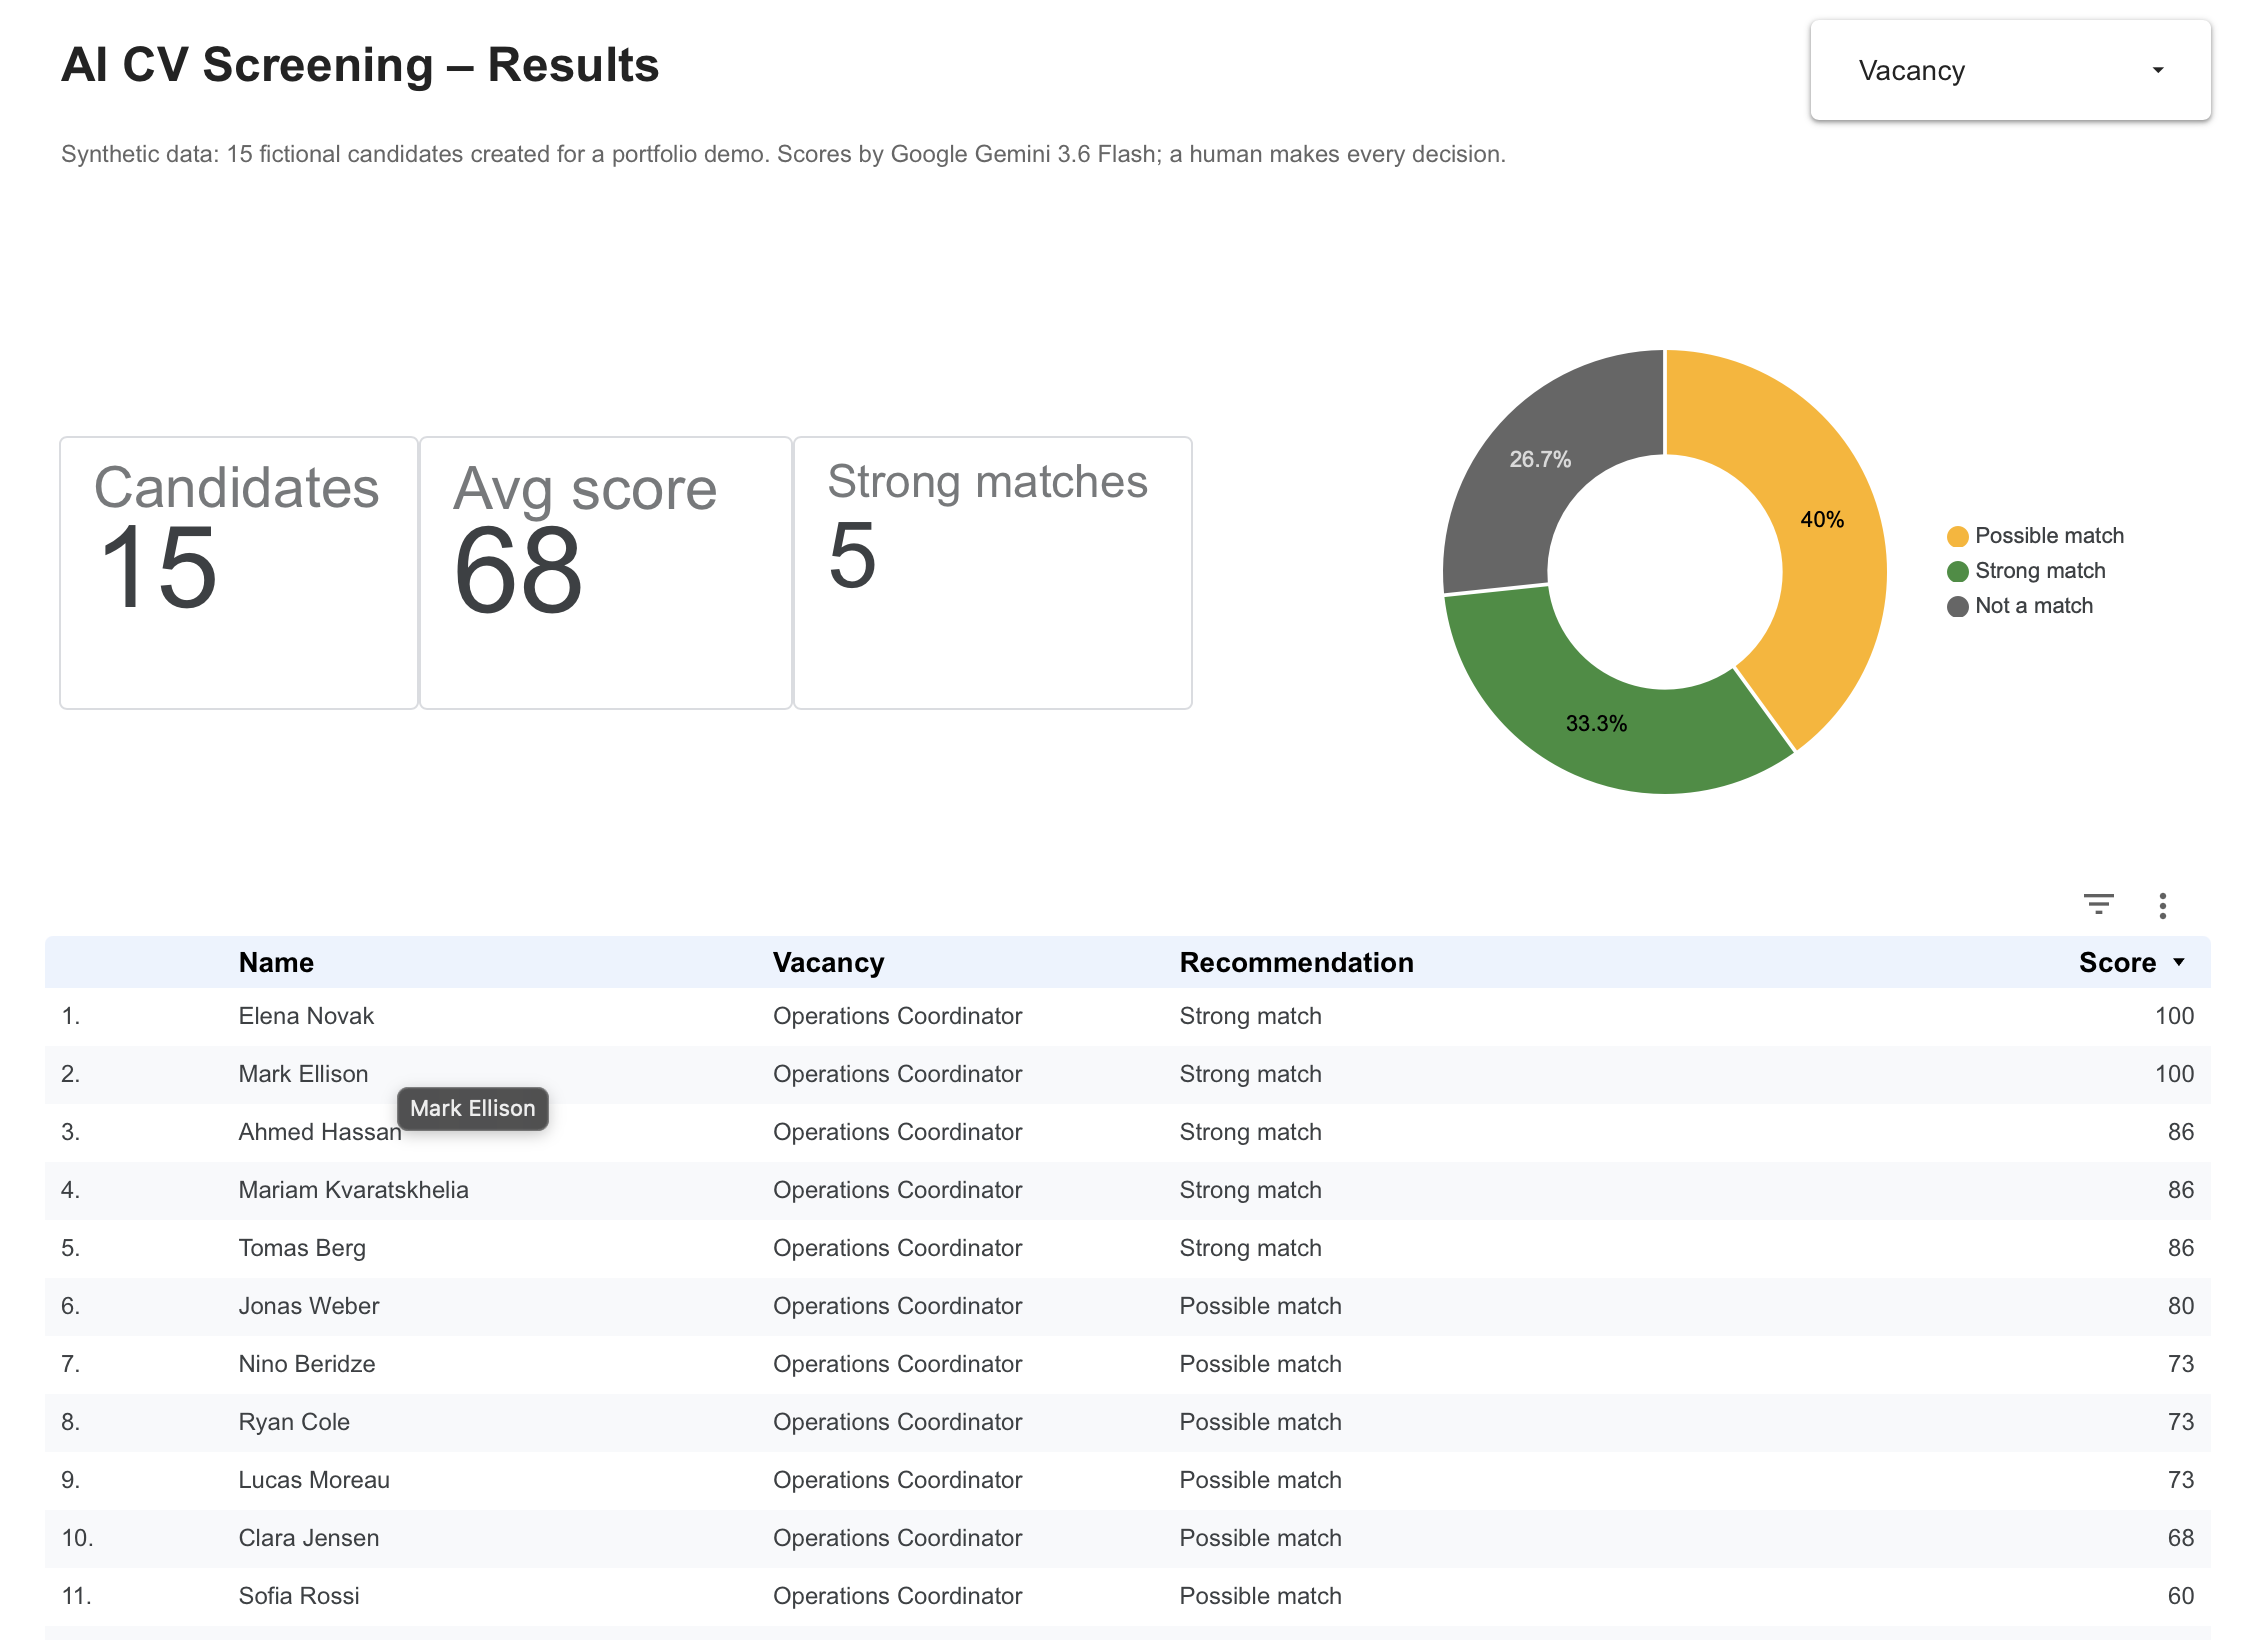 AI CV Screening – Results
Vacancy
Synthetic data: 15 fictional candidates created for a portfolio demo. Scores by Google Gemini 3.6 Flash; a human makes every decision.
Candidates
15
Avg score
68
Strong matches
5
26.7%
40%
33.3%
Possible match
Strong match
Not a match
Name Vacancy Recommendation Score
1. Elena Novak Operations Coordinator Strong match 100
2. Mark Ellison Operations Coordinator Strong match 100
Mark Ellison
3. Ahmed Hassan Operations Coordinator Strong match 86
4. Mariam Kvaratskhelia Operations Coordinator Strong match 86
5. Tomas Berg Operations Coordinator Strong match 86
6. Jonas Weber Operations Coordinator Possible match 80
7. Nino Beridze Operations Coordinator Possible match 73
8. Ryan Cole Operations Coordinator Possible match 73
9. Lucas Moreau Operations Coordinator Possible match 73
10. Clara Jensen Operations Coordinator Possible match 68
11. Sofia Rossi Operations Coordinator Possible match 60